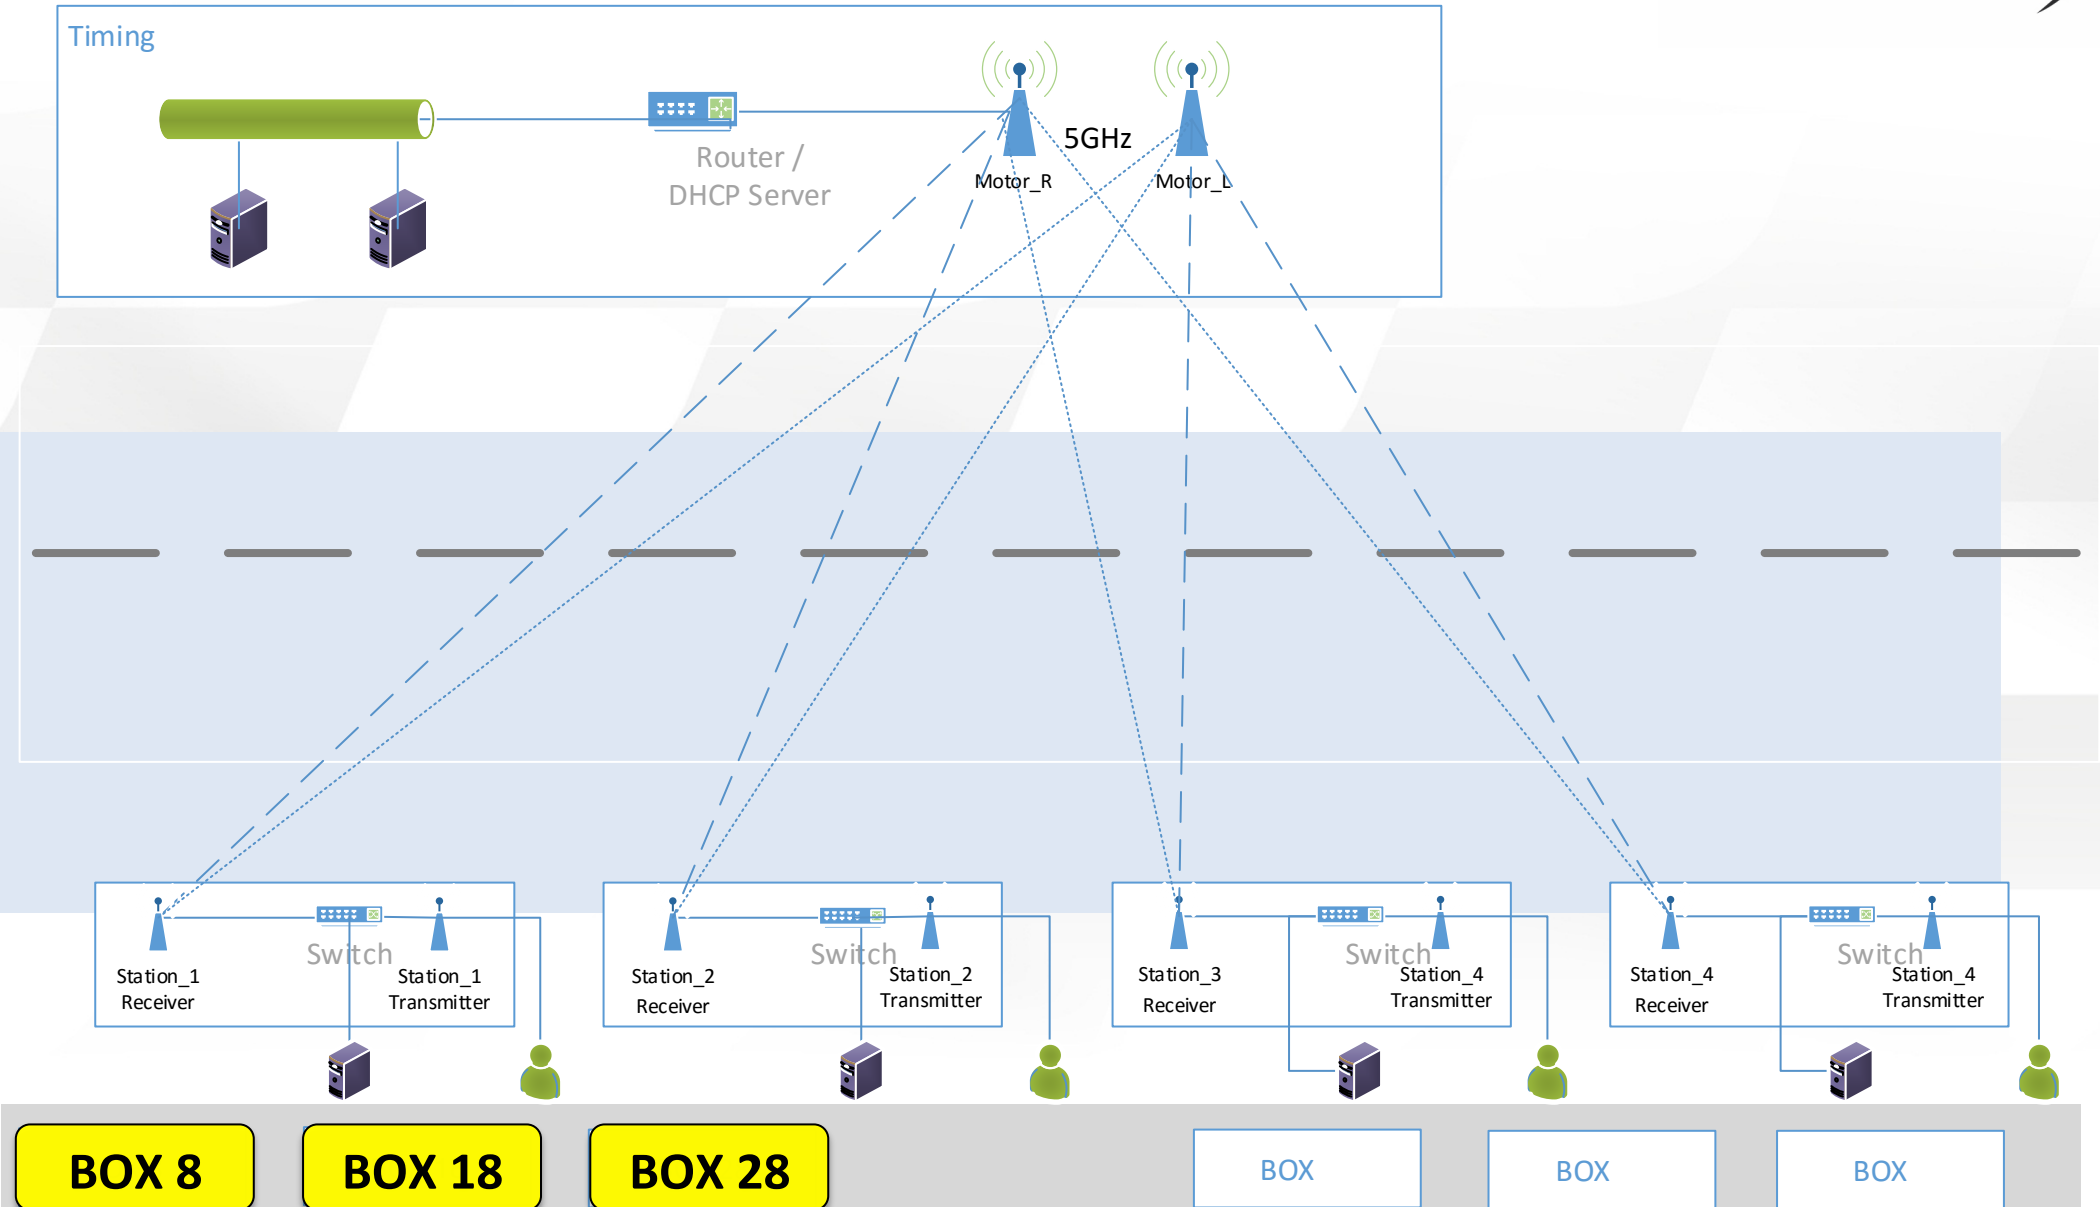 Timing
Router /
DHCP Server
5GHz
Motor_R
Motor_L
Switch
Station_1
Receiver
Station_1
Transmitter
Switch
Station_2
Receiver
Station_2
Transmitter
Switch
Station_3
Receiver
Station_4
Transmitter
Switch
Station_4
Receiver
Station_4
Transmitter
BOX 8
BOX 18
BOX 28
BOX
BOX
BOX